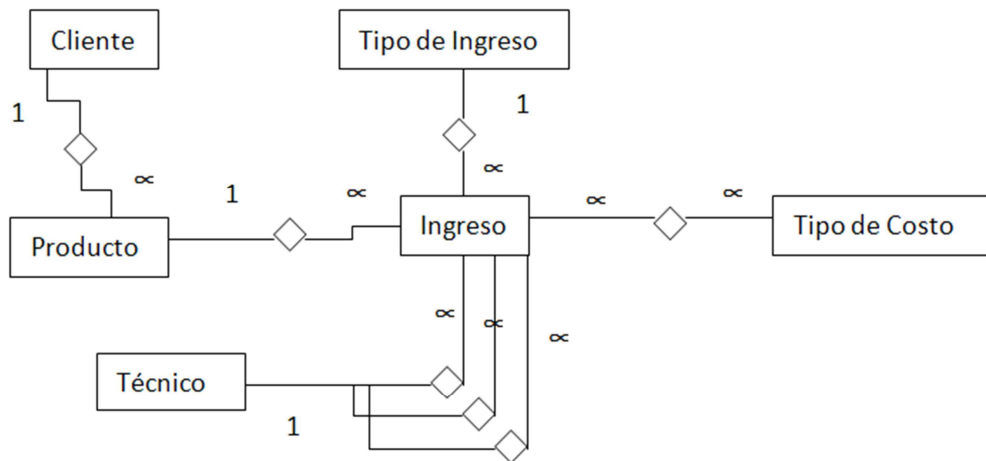 Cliente
Tipo de Ingreso
1
1
∝
∝
1
∝
∝
∝
Producto
Ingreso
Tipo de Costo
∝
∝
∝
Técnico
1